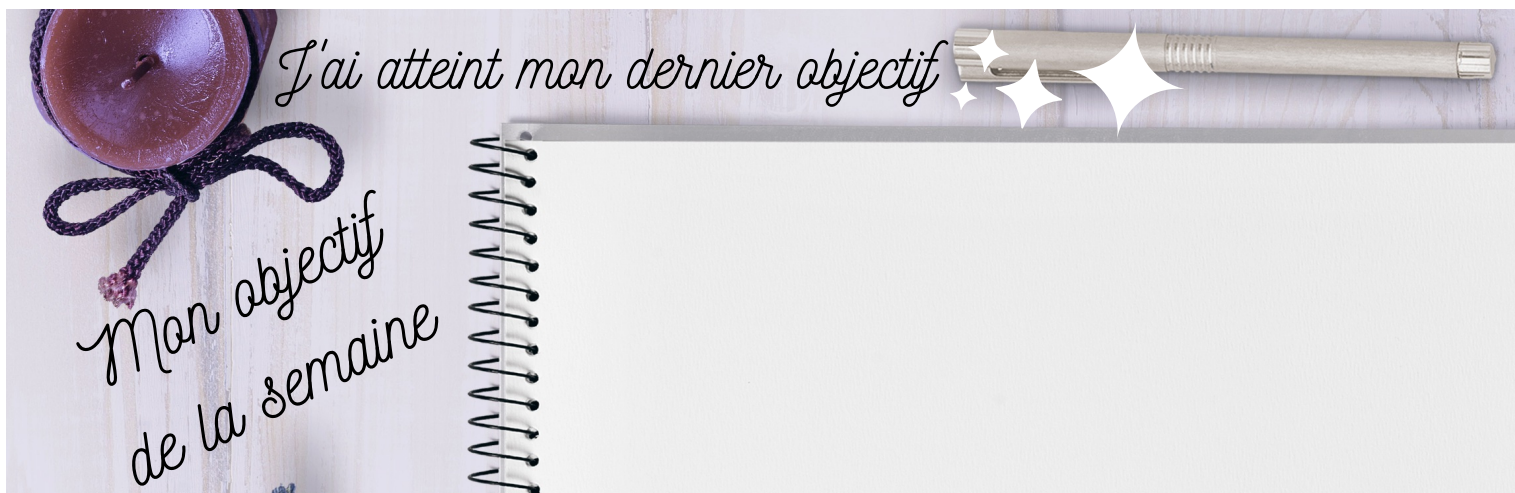 J'ai atteint mon dernier objectif
Mon objectif
de la semaine